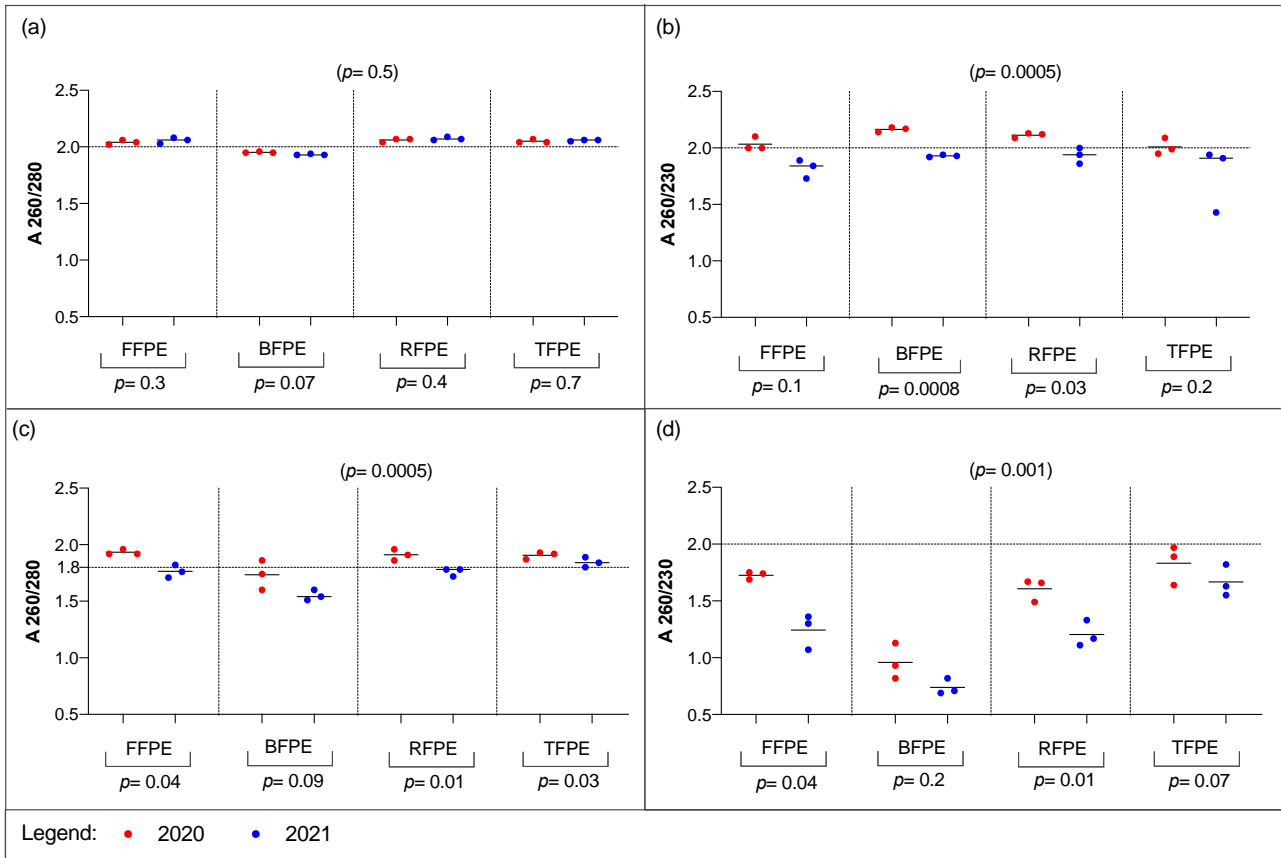 (a)
(p= 0.5)
A 260/280
2.5
2.0
1.5
1.0
0.5
FFPE BFPE RFPE TFPE
p= 0.3 p= 0.07 p= 0.4 p= 0.7
(b)
(p= 0.0005)
A 260/230
2.5
2.0
1.5
1.0
0.5
FFPE BFPE RFPE TFPE
p= 0.1 p= 0.0008 p= 0.03 p= 0.2
(c)
(p= 0.0005)
A 260/280
2.5
2.0
1.8
1.5
1.0
0.5
FFPE BFPE RFPE TFPE
p= 0.04 p= 0.09 p= 0.01 p= 0.03
(d)
(p= 0.001)
A 260/230
2.5
2.0
1.5
1.0
0.5
FFPE BFPE RFPE TFPE
p= 0.04 p= 0.2 p= 0.01 p= 0.07
Legend: 2020 2021